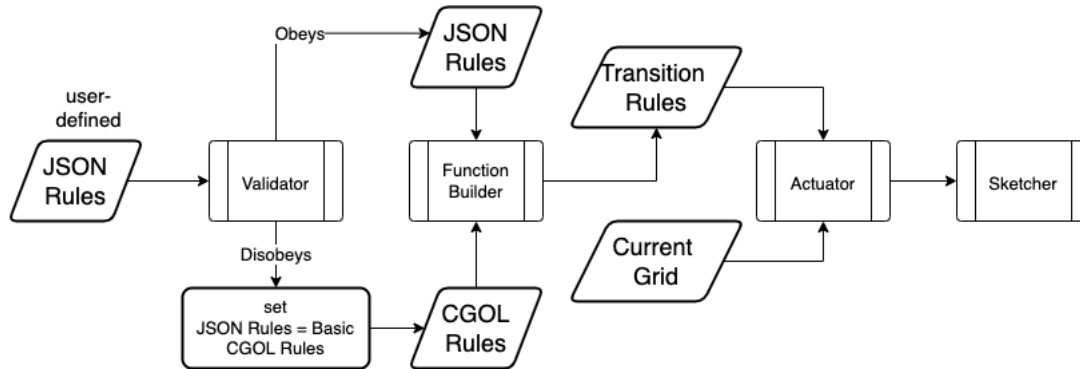 Obeys
JSON
Rules
user-
defined
JSON
Rules
Validator
Function
Builder
Transition
Rules
Actuator
Sketcher
Disobeys
set
JSON Rules = Basic
CGOL Rules
CGOL
Rules
Current
Grid